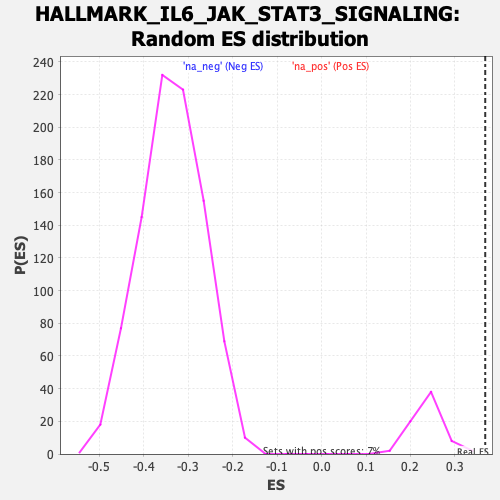 HALLMARK_IL6_JAK_STAT3_SIGNALING:
Random ES distribution
'na_neg' (Neg ES) 'na_pos' (Pos ES)
240
220
200
180
160
140
120
100
80
60
40
20
0
P(ES)
Sets with pos scores: 7%
Real ES
-0.5 -0.4 -0.3 -0.2 -0.1 0.0 0.1 0.2 0.3
ES